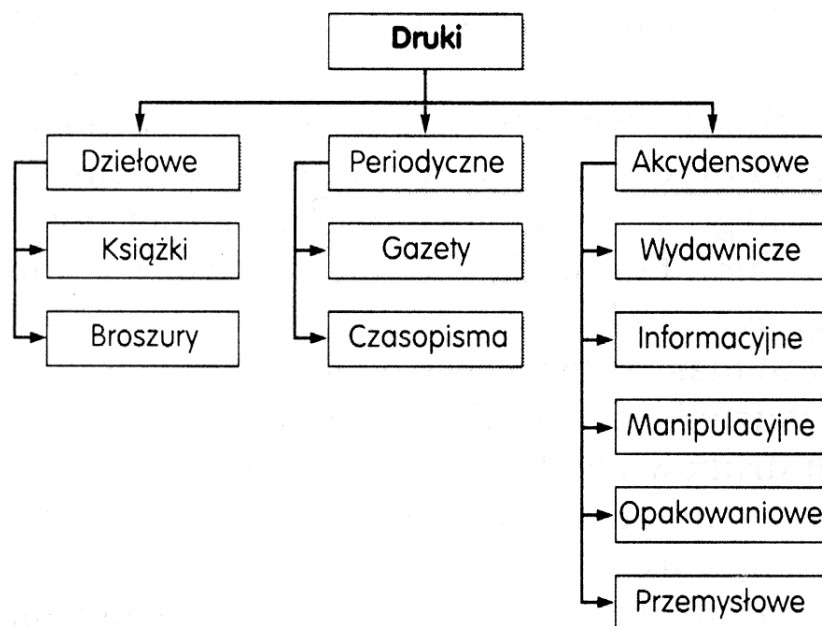 Druki
Dziełowe
Książki
Broszury
Periodyczne
Gazety
Czasopisma
Akcydensowe
Wydawnicze
Informacyjne
Manipulacyjne
Opakowaniowe
Przemysłowe